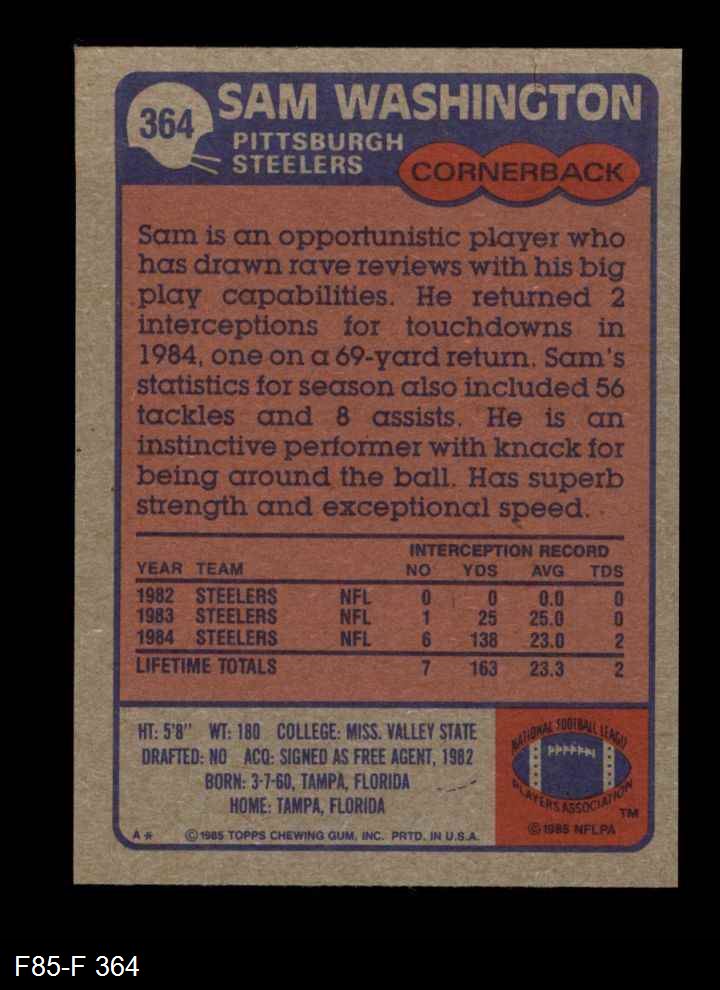 364
SAM WASHINGTON
PITTSBURGH
STEELERS
CORNERBACK
Sam is an opportunistic player who
has drawn rave reviews with his big
play capabilities. He returned 2
interceptions for touchdowns in
1984, one on a 69-yard return. Sam's
statistics for season also included 56
tackles and 8 assists. He is an
instinctive performer with knack for
being around the ball. Has superb
strength and exceptional speed.
INTERCEPTION RECORD
YEAR TEAM NO YDS AVG TDS
1982 STEELERS NFL 0 0 0.0 0
1983 STEELERS NFL 1 25 25.0 0
1984 STEELERS NFL 6 138 23.0 2
LIFETIME TOTALS 7 163 23.3 2
HT: 5'8" WT: 180 COLLEGE: MISS. VALLEY STATE
DRAFTED: NO ACQ: SIGNED AS FREE AGENT, 1982
BORN: 3-7-60, TAMPA, FLORIDA
HOME: TAMPA, FLORIDA
A* ©1985 TOPPS CHEWING GUM, INC. PRTD. IN U.S.A.
NATIONAL FOOTBALL LEAGUE
PLAYERS ASSOCIATION
TM
©1985 NFLPA
F85-F 364